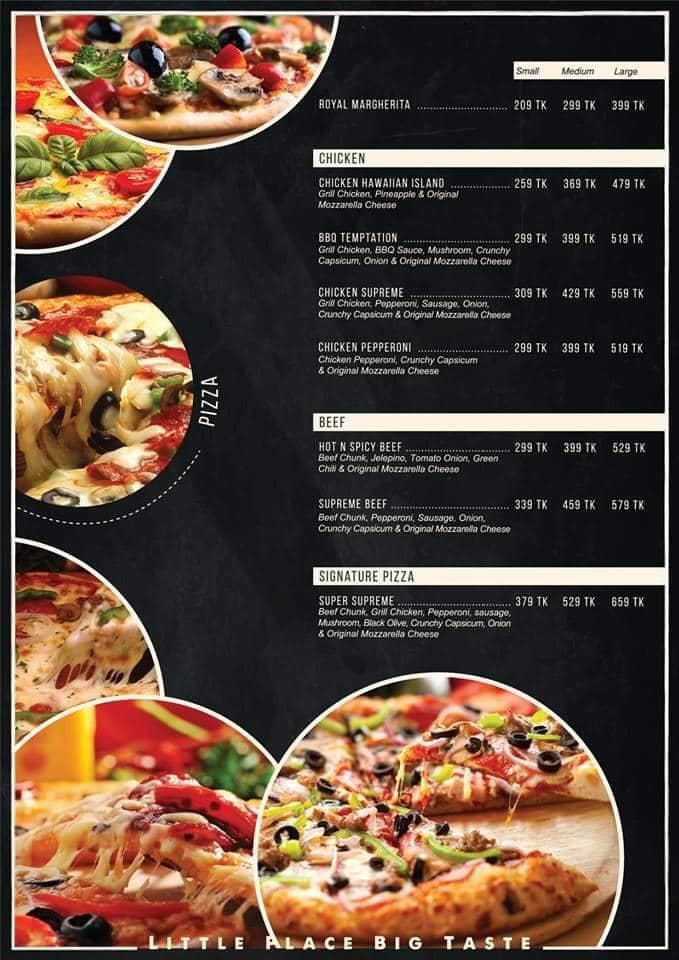 Small Medium Large
ROYAL MARGHERITA ............................ 209 TK 299 TK 399 TK
CHICKEN
CHICKEN HAWAIIAN ISLAND .................. 259 TK 369 TK 479 TK
Grill Chicken, Pineapple & Original
Mozzarella Cheese
BBQ TEMPTATION ................................. 299 TK 399 TK 519 TK
Grill Chicken, BBQ Sauce, Mushroom, Crunchy
Capsicum, Onion & Original Mozzarella Cheese
CHICKEN SUPREME ............................... 309 TK 429 TK 559 TK
Grill Chicken, Pepperoni, Sausage, Onion,
Crunchy Capsicum & Original Mozzarella Cheese
CHICKEN PEPPERONI ............................ 299 TK 399 TK 519 TK
Chicken Pepperoni, Crunchy Capsicum
& Original Mozzarella Cheese
PIZZA
BEEF
HOT N SPICY BEEF ................................ 299 TK 399 TK 529 TK
Beef Chunk, Jelepino, Tomato Onion, Green
Chili & Original Mozzarella Cheese
SUPREME BEEF .................................... 339 TK 459 TK 579 TK
Beef Chunk, Pepperoni, Sausage, Onion,
Crunchy Capsicum & Original Mozzarella Cheese
SIGNATURE PIZZA
SUPER SUPREME .................................. 379 TK 529 TK 659 TK
Beef Chunk, Grill Chicken, Pepperoni, sausage,
Mushroom, Black Olive, Crunchy Capsicum, Onion
& Original Mozzarella Cheese
LITTLE PLACE BIG TASTE